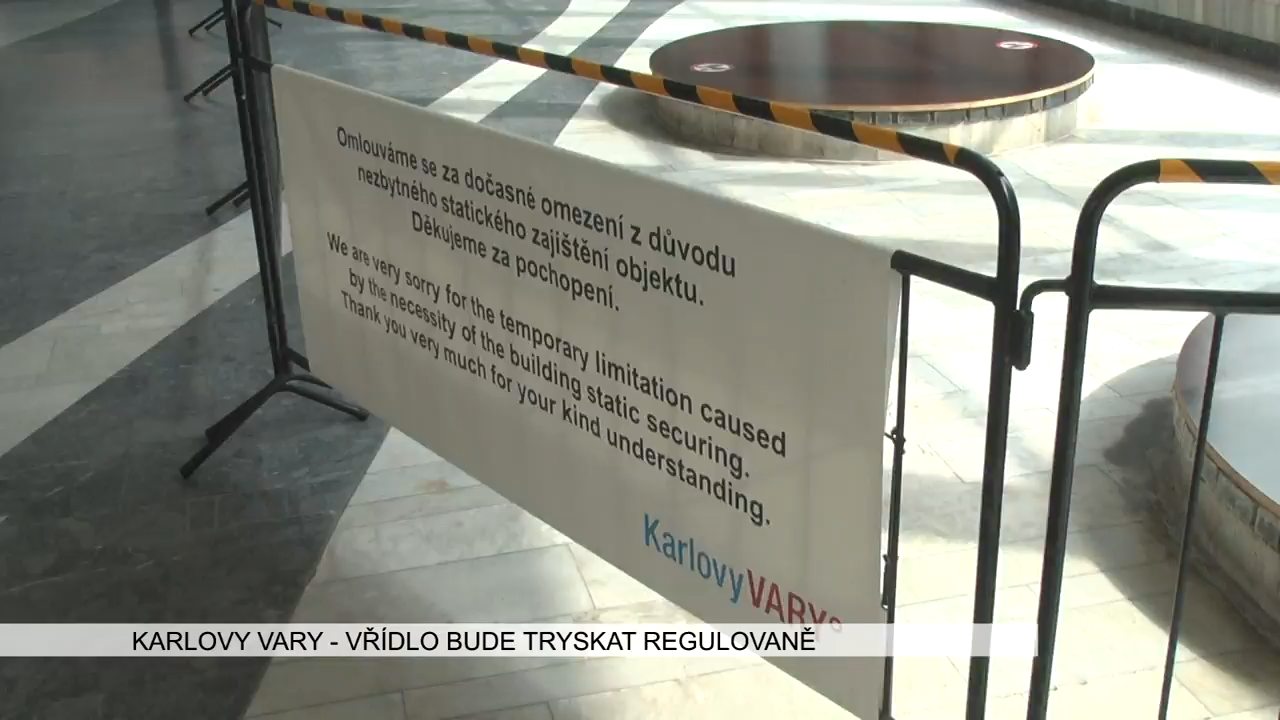 Omlouváme se za dočasné omezení z důvodu
nezbytného statického zajištění objektu.
Děkujeme za pochopení.
We are very sorry for the temporary limitation caused
by the necessity of the building static securing.
Thank you very much for your kind understanding.
KarlovyVARY°
KARLOVY VARY - VŘÍDLO BUDE TRYSKAT REGULOVANĚ